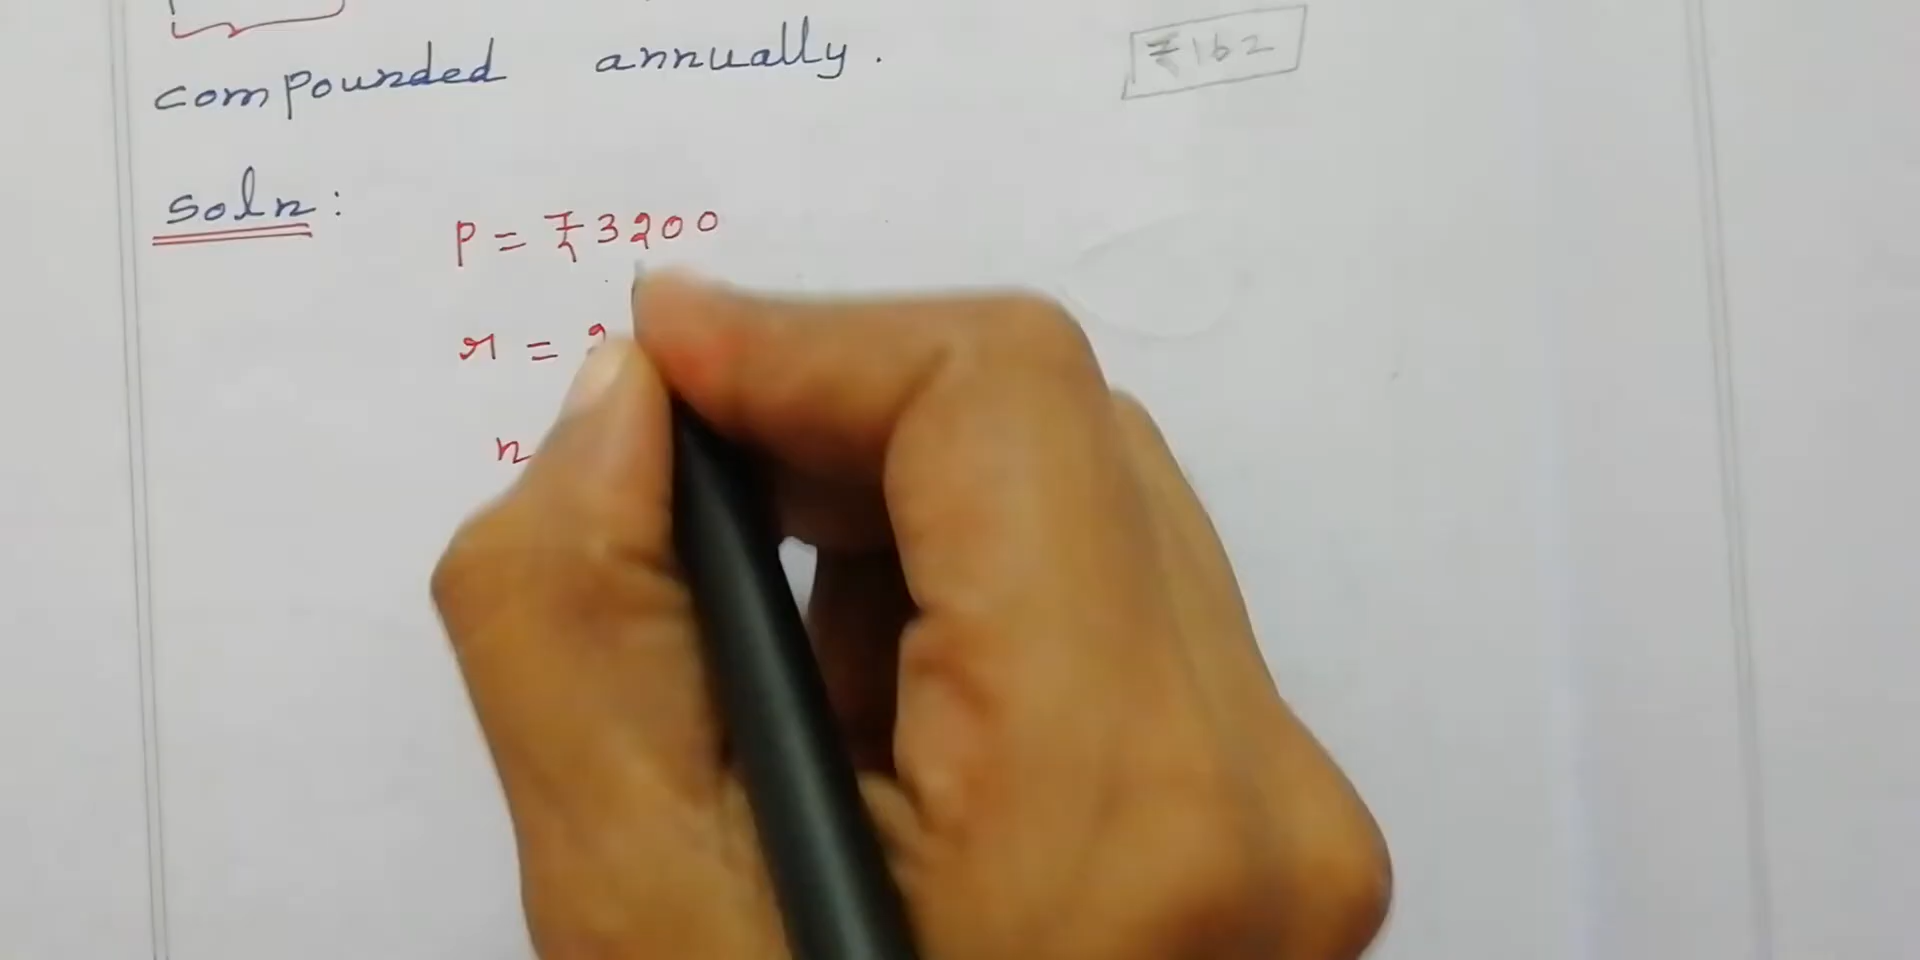 compounded annually.
₹162
Soln:
P = ₹3200
r =
n